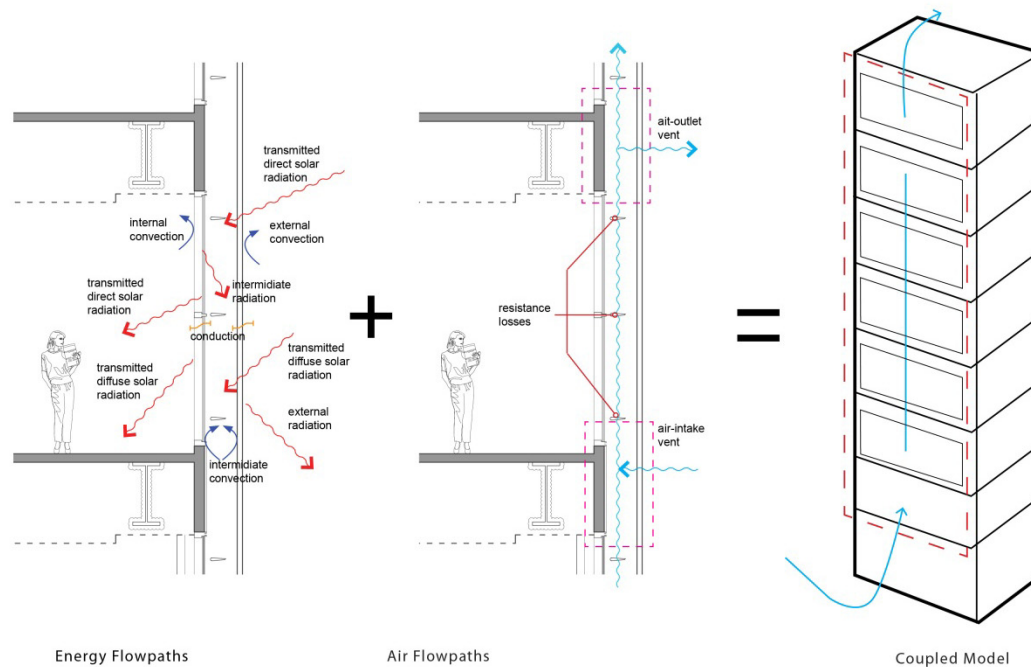 transmitted
direct solar
radiation
internal
convection
external
convection
transmitted
direct solar
radiation
intermidiate
radiation
conduction
transmitted
diffuse solar
radiation
transmitted
diffuse solar
radiation
external
radiation
intermidiate
convection
Energy Flowpaths
ait-outlet
vent
resistance
losses
air-intake
vent
Air Flowpaths
Coupled Model